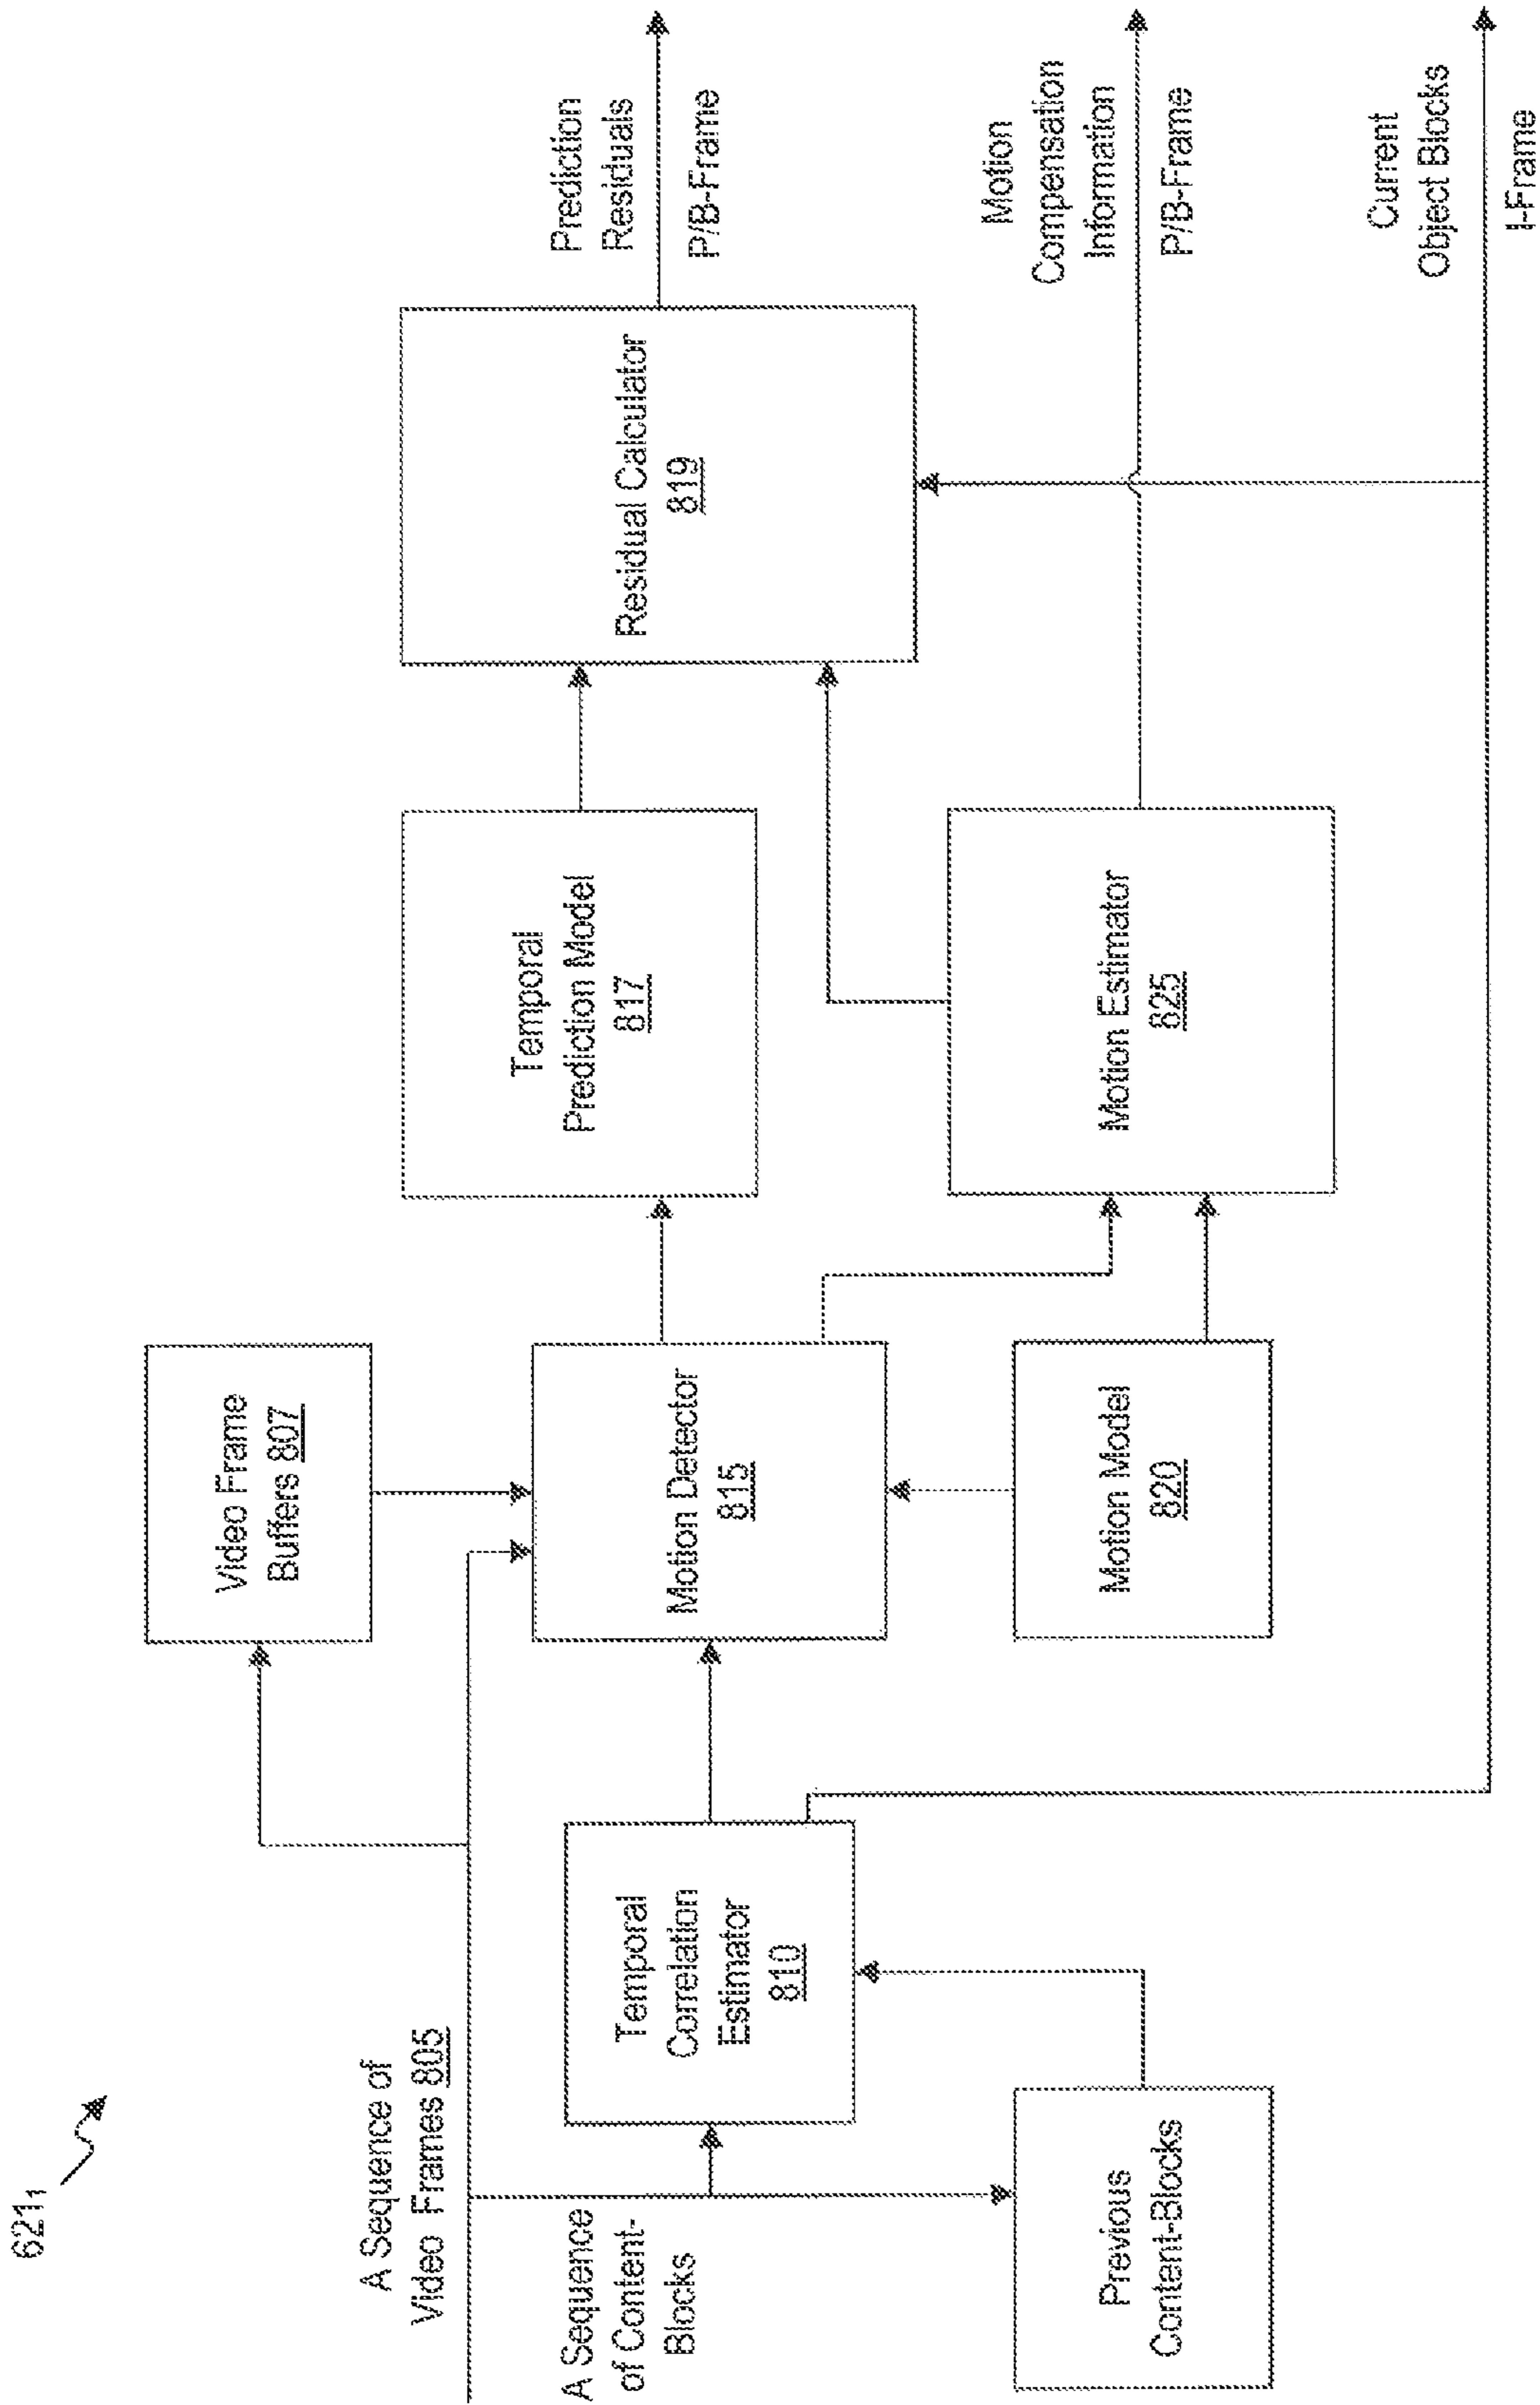 621₁
A Sequence of
Video Frames 805
A Sequence
of Content-
Blocks
Previous
Content-Blocks
Temporal
Correlation
Estimator
810
Video Frame
Buffers 807
Motion Detector
815
Motion Model
820
Temporal
Prediction Model
817
Motion Estimator
825
Residual Calculator
819
Prediction
Residuals
P/B-Frame
Motion
Compensation
Information
P/B-Frame
Current
Object Blocks
I-Frame